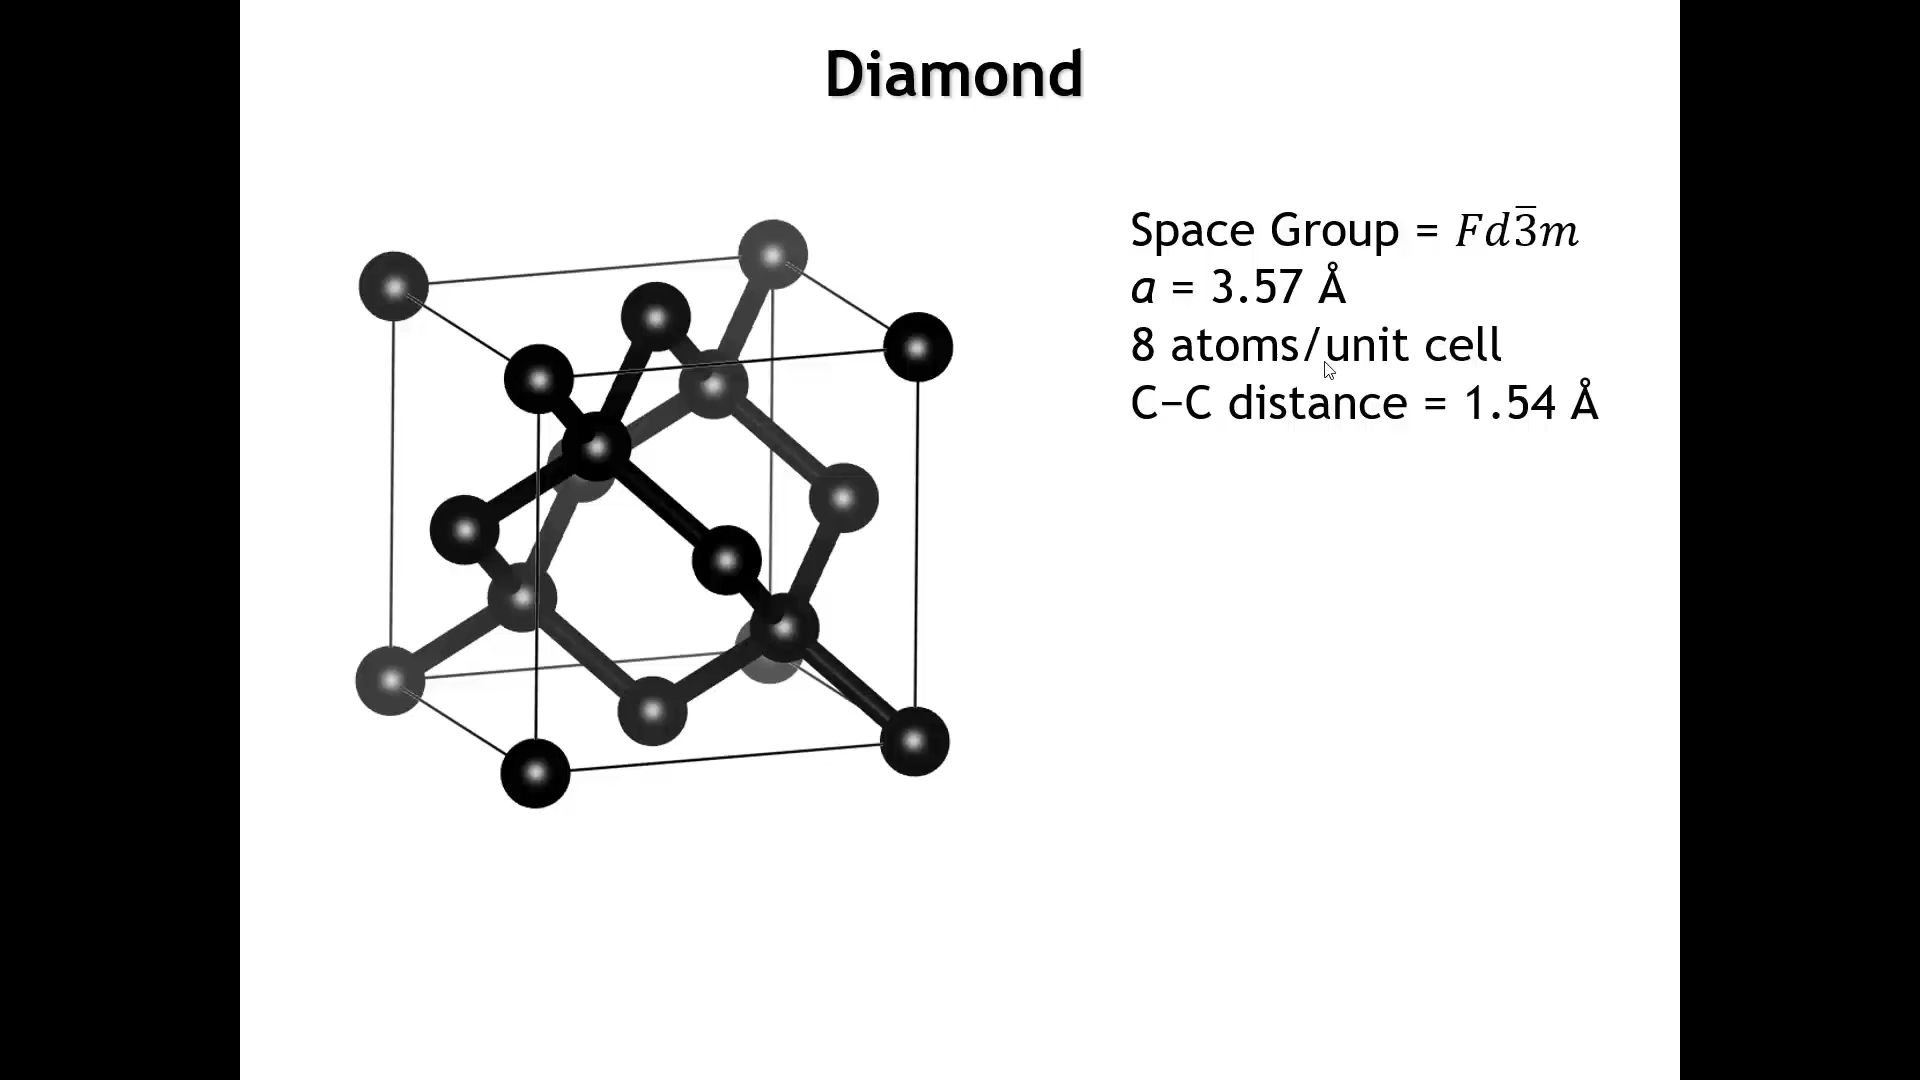 Diamond
Space Group = Fd3̅m
a = 3.57 Å
8 atoms/unit cell
C−C distance = 1.54 Å